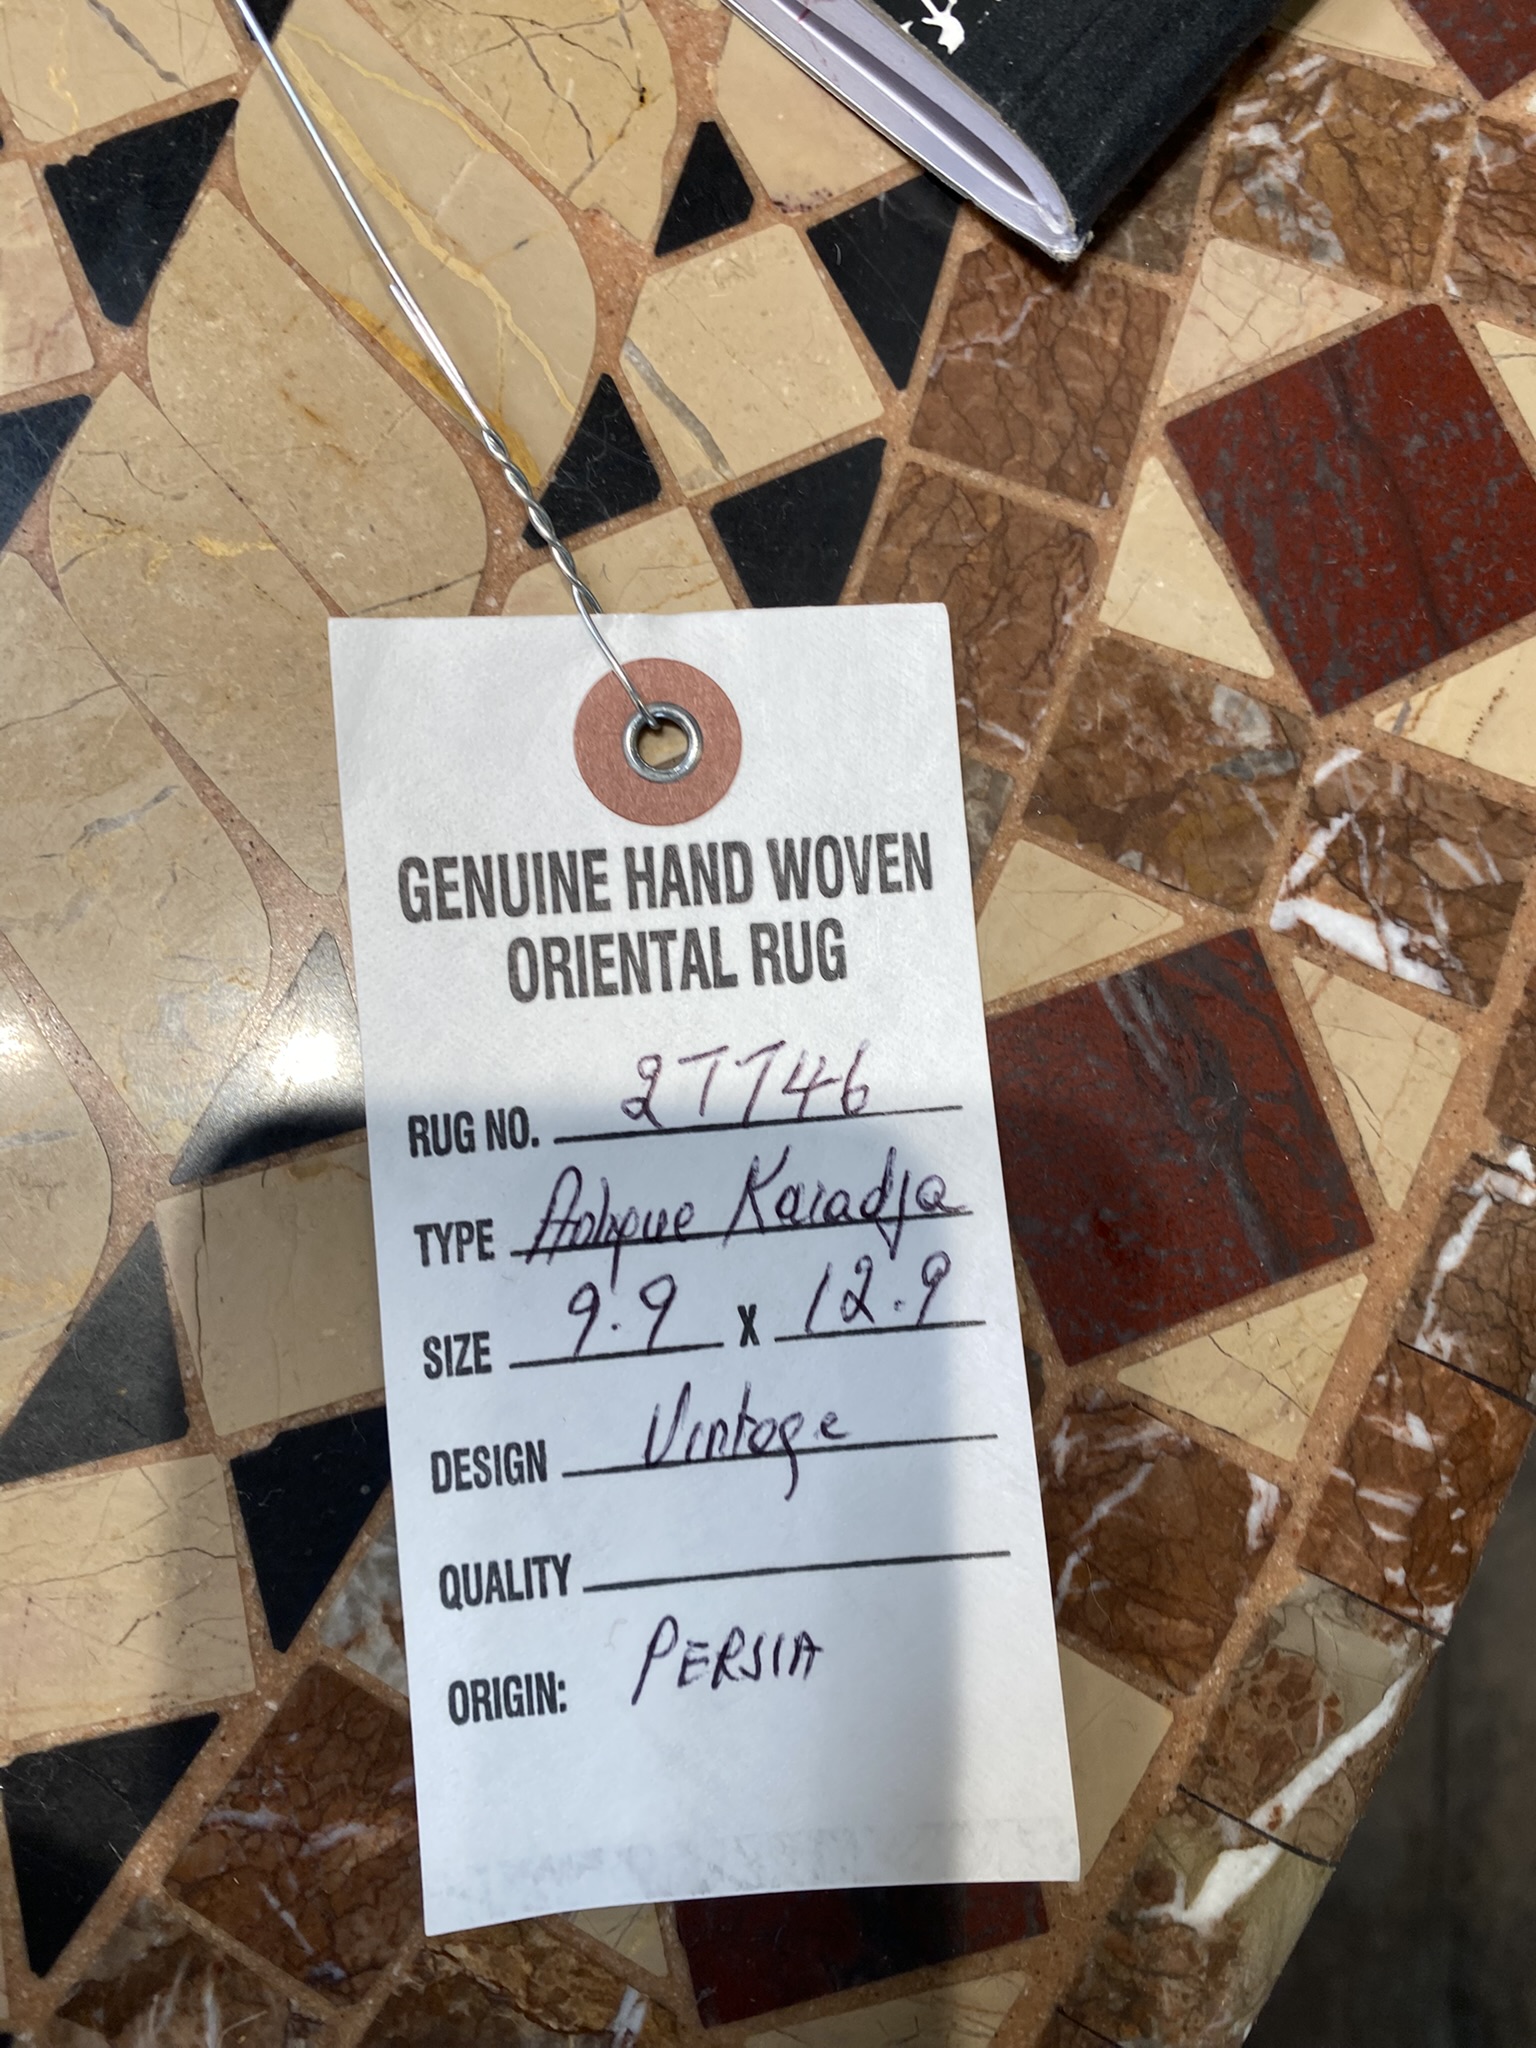 GENUINE HAND WOVEN
ORIENTAL RUG
RUG NO. 27746
TYPE Antique Karadja
SIZE 9.9 X 12.9
DESIGN Vintage
QUALITY
ORIGIN: PERSIA